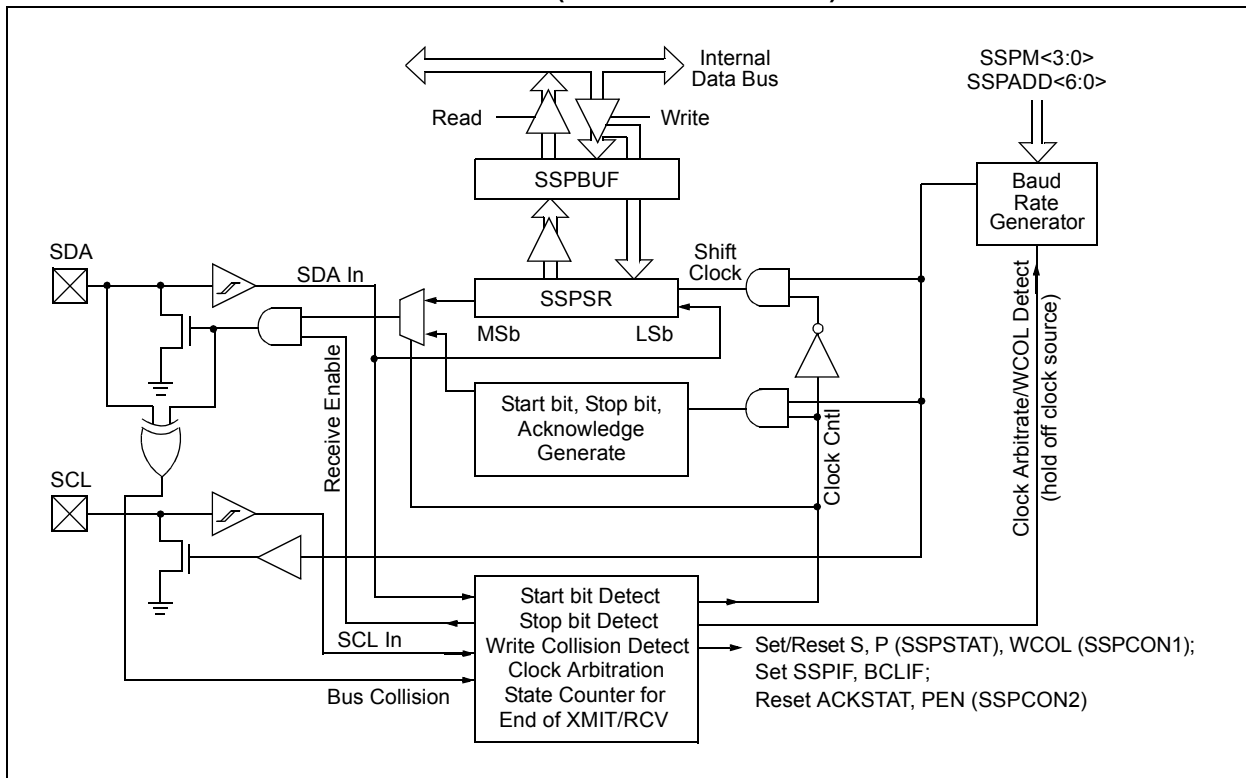 Internal
Data Bus
SSPM<3:0>
SSPADD<6:0>
Read
Write
SSPBUF
Baud
Rate
Generator
SDA
SDA In
Shift
Clock
SSPSR
MSb
LSb
Start bit, Stop bit,
Acknowledge
Generate
Receive Enable
Clock Cntl
Clock Arbitrate/WCOL Detect
(hold off clock source)
SCL
SCL In
Bus Collision
Start bit Detect
Stop bit Detect
Write Collision Detect
Clock Arbitration
State Counter for
End of XMIT/RCV
Set/Reset S, P (SSPSTAT), WCOL (SSPCON1);
Set SSPIF, BCLIF;
Reset ACKSTAT, PEN (SSPCON2)